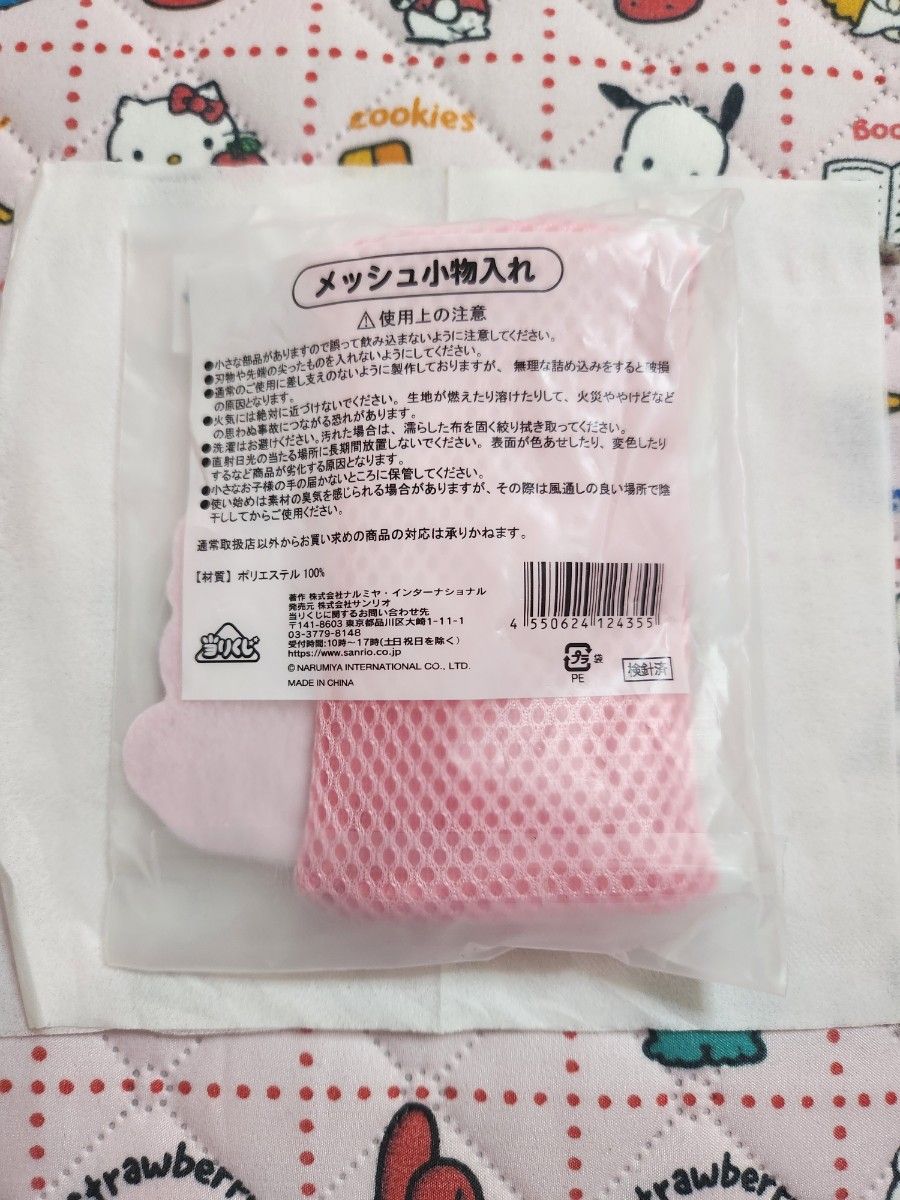 cookies
Boo
メッシュ小物入れ
⚠使用上の注意
●小さな部品がありますので誤って飲み込まないように注意してください。
●刃物や先端の尖ったものを入れないようにしてください。
●通常のご使用に差し支えのないように製作しておりますが、無理な詰め込みをすると破損
の原因となります。
●火気には絶対に近づけないでください。生地が燃えたり溶けたりして、火災ややけどなど
の思わぬ事故につながる恐れがあります。
●洗濯はお避けください。汚れた場合は、濡らした布を固く絞り拭き取ってください。
●直射日光の当たる場所に長期間放置しないでください。表面が色あせしたり、変色したり
するなど商品が劣化する原因となります。
●小さなお子様の手の届かないところに保管してください。
●使い始めは素材の臭気を感じられる場合がありますが、その際は風通しの良い場所で陰
干ししてからご使用ください。
通常取扱店以外からお買い求めの商品の対応は承りかねます。
【材質】ポリエステル100%
当りくじ
著作 株式会社ナルミヤ・インターナショナル
発売元 株式会社サンリオ
当りくじに関するお問い合わせ先
〒141-8603 東京都品川区大崎1-11-1
03-3779-8148
受付時間:10時～17時(土日祝日を除く)
https://www.sanrio.co.jp
© NARUMIYA INTERNATIONAL CO., LTD.
MADE IN CHINA
4 550624 124355
プラ 袋
PE
検針済
strawberry
strawberry